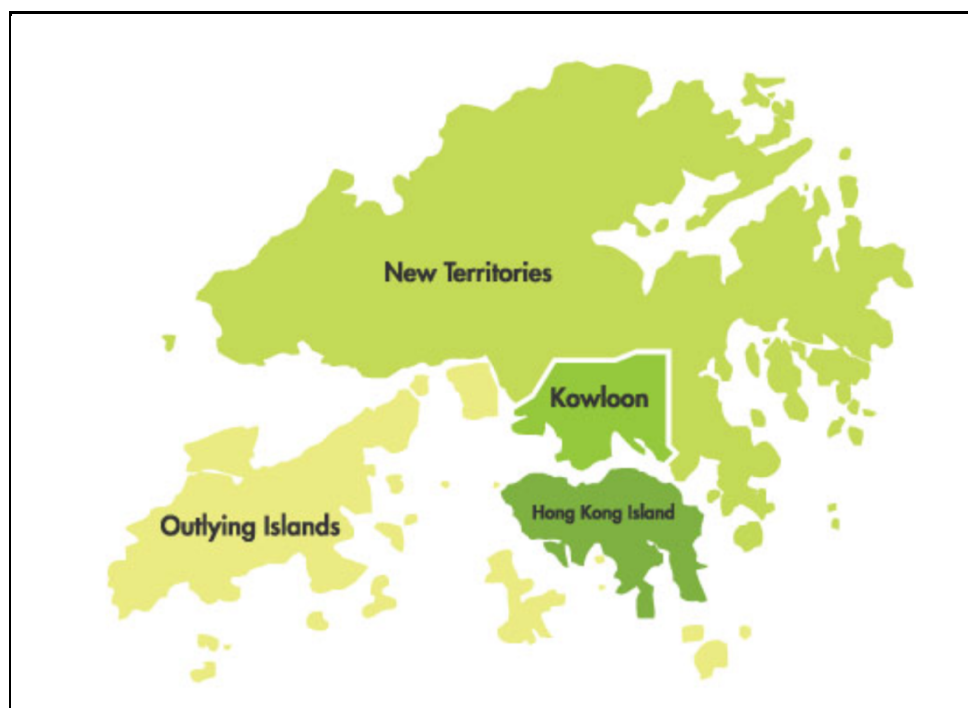 New Territories
Kowloon
Hong Kong Island
Outlying Islands